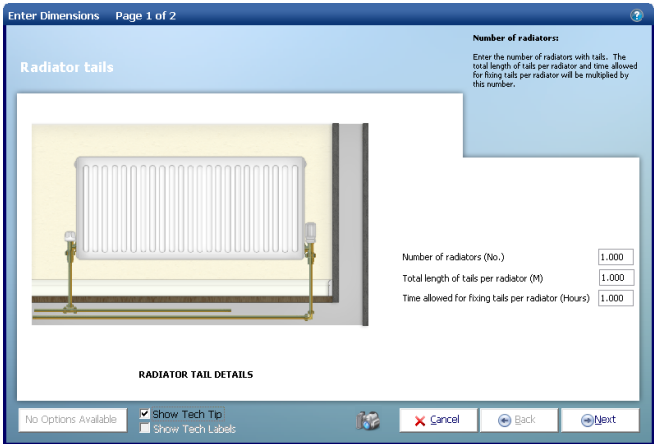 Enter Dimensions Page 1 of 2
Number of radiators:
Enter the number of radiators with tails. The
total length of tails per radiator and time allowed
for fixing tails per radiator will be multiplied by
this number.
Radiator tails
Number of radiators (No.) 1.000
Total length of tails per radiator (M) 1.000
Time allowed for fixing tails per radiator (Hours) 1.000
RADIATOR TAIL DETAILS
No Options Available
Show Tech Tip
Show Tech Labels
Cancel
Back
Next